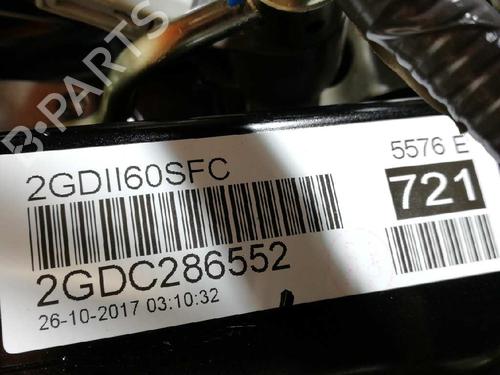 2GDII60SFC
5576 E
721
2GDC286552
26-10-2017 03:10:32
B-PARTS